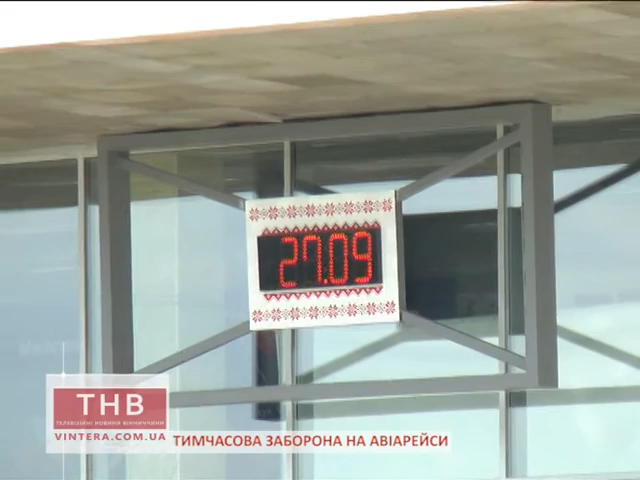 27.09
ТНВ
ТЕЛЕВІЗІЙНІ НОВИНИ ВІННИЧЧИНИ
VINTERA.COM.UA
ТИМЧАСОВА ЗАБОРОНА НА АВІАРЕЙСИ